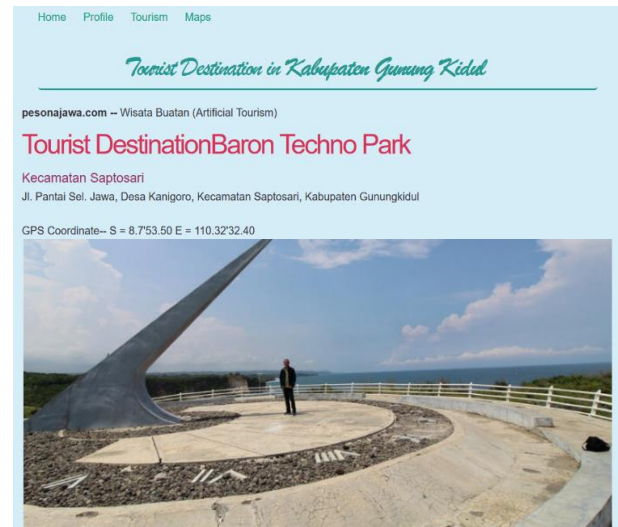 Home Profile Tourism Maps
Tourist Destination in Kabupaten Gunung Kidul
pesonajawa.com -- Wisata Buatan (Artificial Tourism)
Tourist DestinationBaron Techno Park
Kecamatan Saptosari
Jl. Pantai Sel. Jawa, Desa Kanigoro, Kecamatan Saptosari, Kabupaten Gunungkidul
GPS Coordinate-- S = 8.7'53.50 E = 110.32'32.40